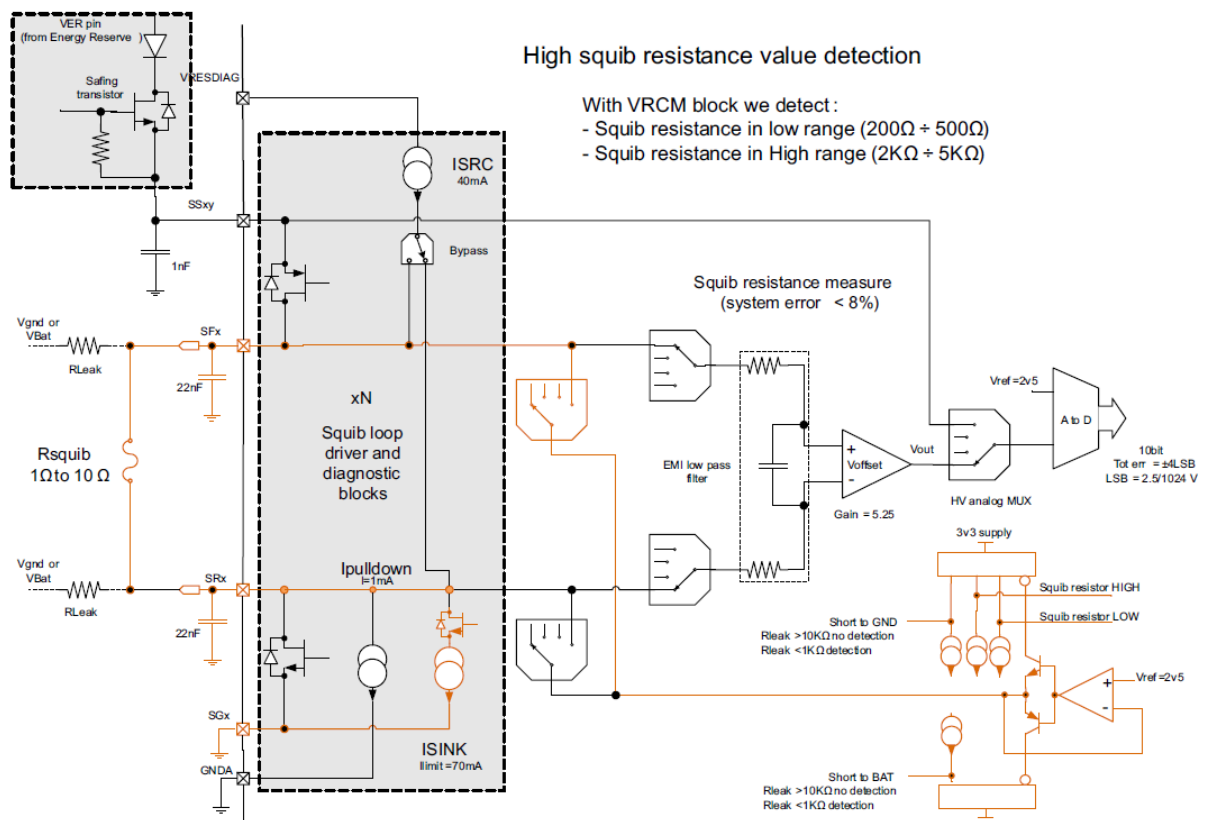 VER pin
(from Energy Reserve)
Safing
transistor
VRESDIAG
High squib resistance value detection
With VRCM block we detect :
- Squib resistance in low range (200Ω ÷ 500Ω)
- Squib resistance in High range (2KΩ ÷ 5KΩ)
ISRC
40mA
SSxy
1nF
Bypass
Squib resistance measure
(system error < 8%)
Vgnd or
VBat
RLeak
SFx
22nF
Rsquib
1Ω to 10 Ω
xN
Squib loop
driver and
diagnostic
blocks
EMI low pass
filter
+
Voffset
-
Gain = 5.25
Vout
HV analog MUX
Vref =2v5
A to D
10bit
Tot err = ±4LSB
LSB = 2.5/1024 V
Vgnd or
VBat
RLeak
SRx
22nF
Ipulldown
I=1mA
SGx
GNDA
ISINK
Ilimit =70mA
3v3 supply
Squib resistor HIGH
Squib resistor LOW
Short to GND
Rleak >10KΩ no detection
Rleak <1KΩ detection
+
-
Vref =2v5
Short to BAT
Rleak >10KΩ no detection
Rleak <1KΩ detection